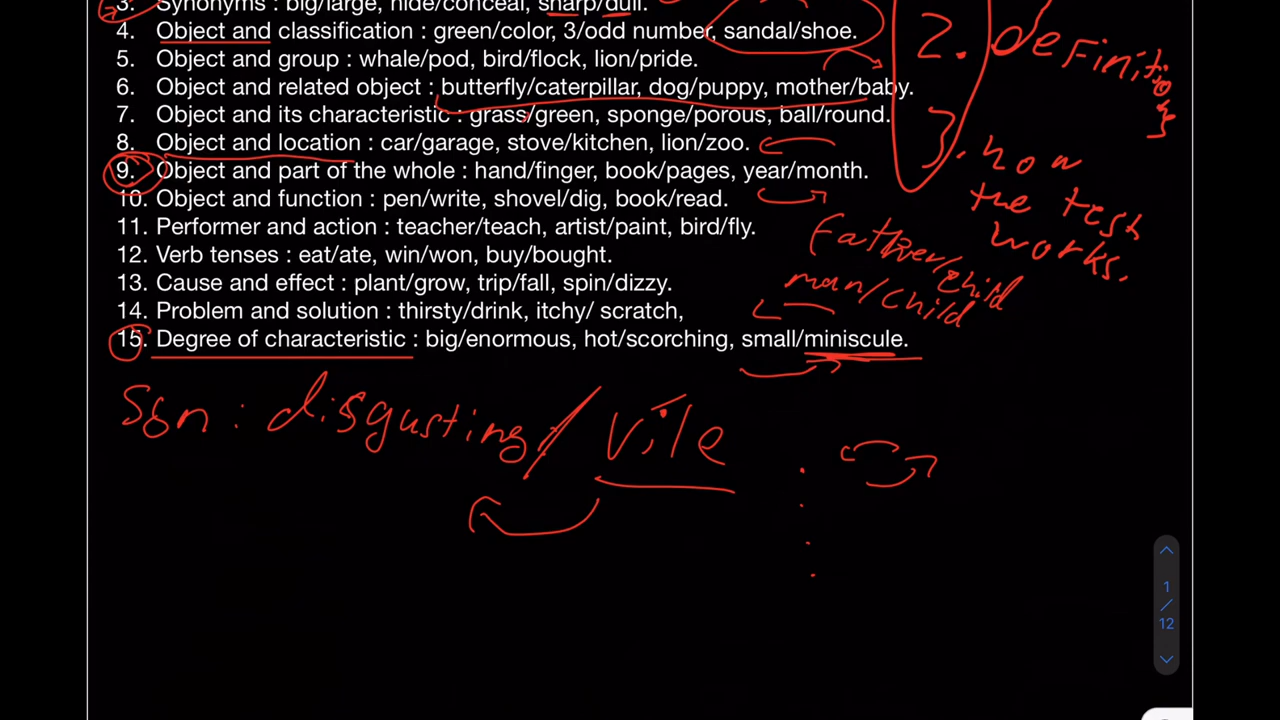 3. Synonyms : big/large, hide/conceal, sharp/dull.
4. Object and classification : green/color, 3/odd number, sandal/shoe.
5. Object and group : whale/pod, bird/flock, lion/pride.
6. Object and related object : butterfly/caterpillar, dog/puppy, mother/baby.
7. Object and its characteristic : grass/green, sponge/porous, ball/round.
8. Object and location : car/garage, stove/kitchen, lion/zoo.
9. Object and part of the whole : hand/finger, book/pages, year/month.
10. Object and function : pen/write, shovel/dig, book/read.
11. Performer and action : teacher/teach, artist/paint, bird/fly.
12. Verb tenses : eat/ate, win/won, buy/bought.
13. Cause and effect : plant/grow, trip/fall, spin/dizzy.
14. Problem and solution : thirsty/drink, itchy/ scratch,
15. Degree of characteristic : big/enormous, hot/scorching, small/miniscule.
2. definitions
3. how
the test
works.
Father/child
man/child
Syn : disgusting/vile
1
/
12